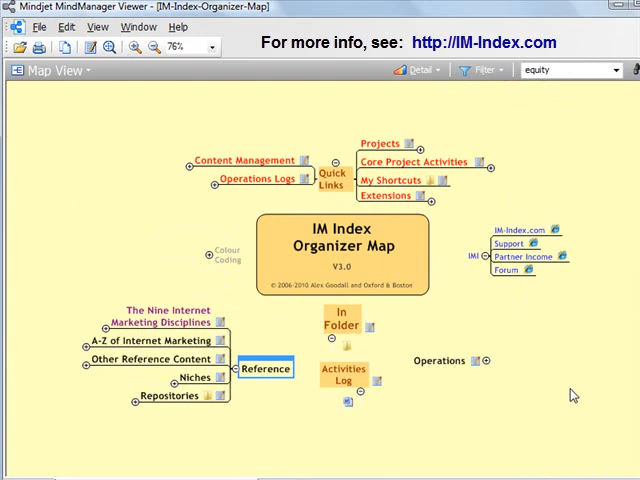 Mindjet MindManager Viewer - [IM-Index-Organizer-Map]
File Edit View Window Help
76%
For more info, see: http://IM-Index.com
Map View
Detail
Filter
equity
Projects
Content Management
Core Project Activities
Quick
Links
Operations Logs
My Shortcuts
Extensions
IM Index
Organizer Map
V3.0
© 2006-2010 Alex Goodall and Oxford & Boston
Colour
Coding
IMI
IM-Index.com
Support
Partner Income
Forum
The Nine Internet
Marketing Disciplines
A-Z of Internet Marketing
Other Reference Content
Niches
Repositories
Reference
In
Folder
Activities
Log
Operations